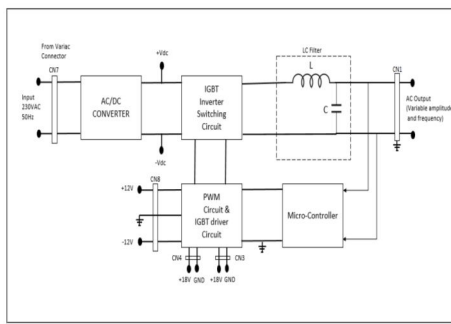 From Variac
Connector
CN7
Input
230VAC
50Hz
AC/DC
CONVERTER
+Vdc
-Vdc
IGBT
Inverter
Switching
Circuit
LC Filter
L
C
CN1
AC Output
(Variable amplitude
and frequency)
CN8
+12V
-12V
PWM
Circuit &
IGBT driver
Circuit
Micro-Controller
CN4
CN3
+18V GND
+18V GND